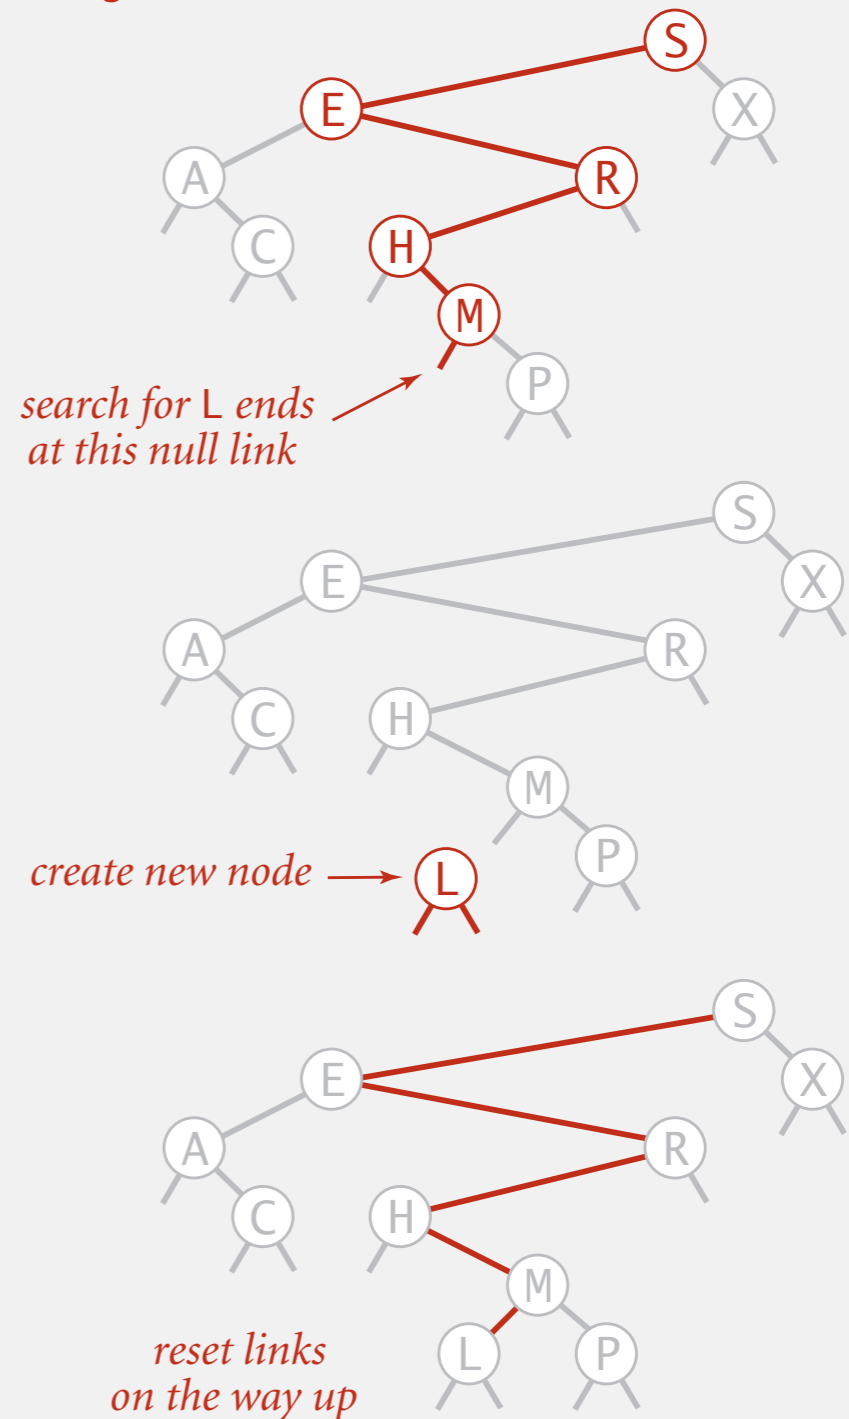 S
E
X
A
R
C
H
M
P
search for L ends
at this null link
S
E
X
A
R
C
H
M
P
create new node
L
S
E
X
A
R
C
H
M
L
P
reset links
on the way up